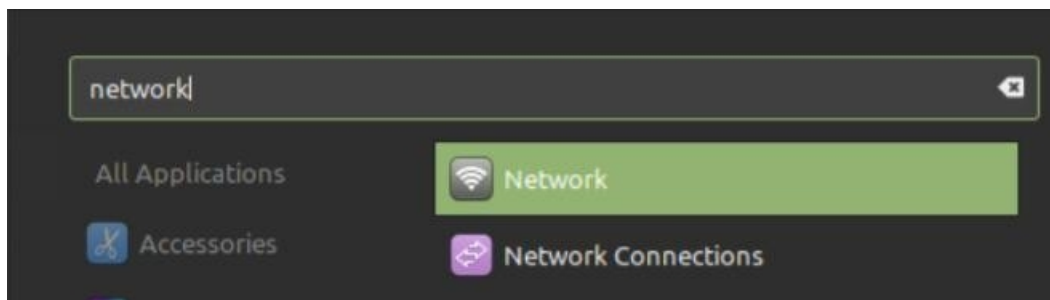 network
All Applications
Network
Accessories
Network Connections